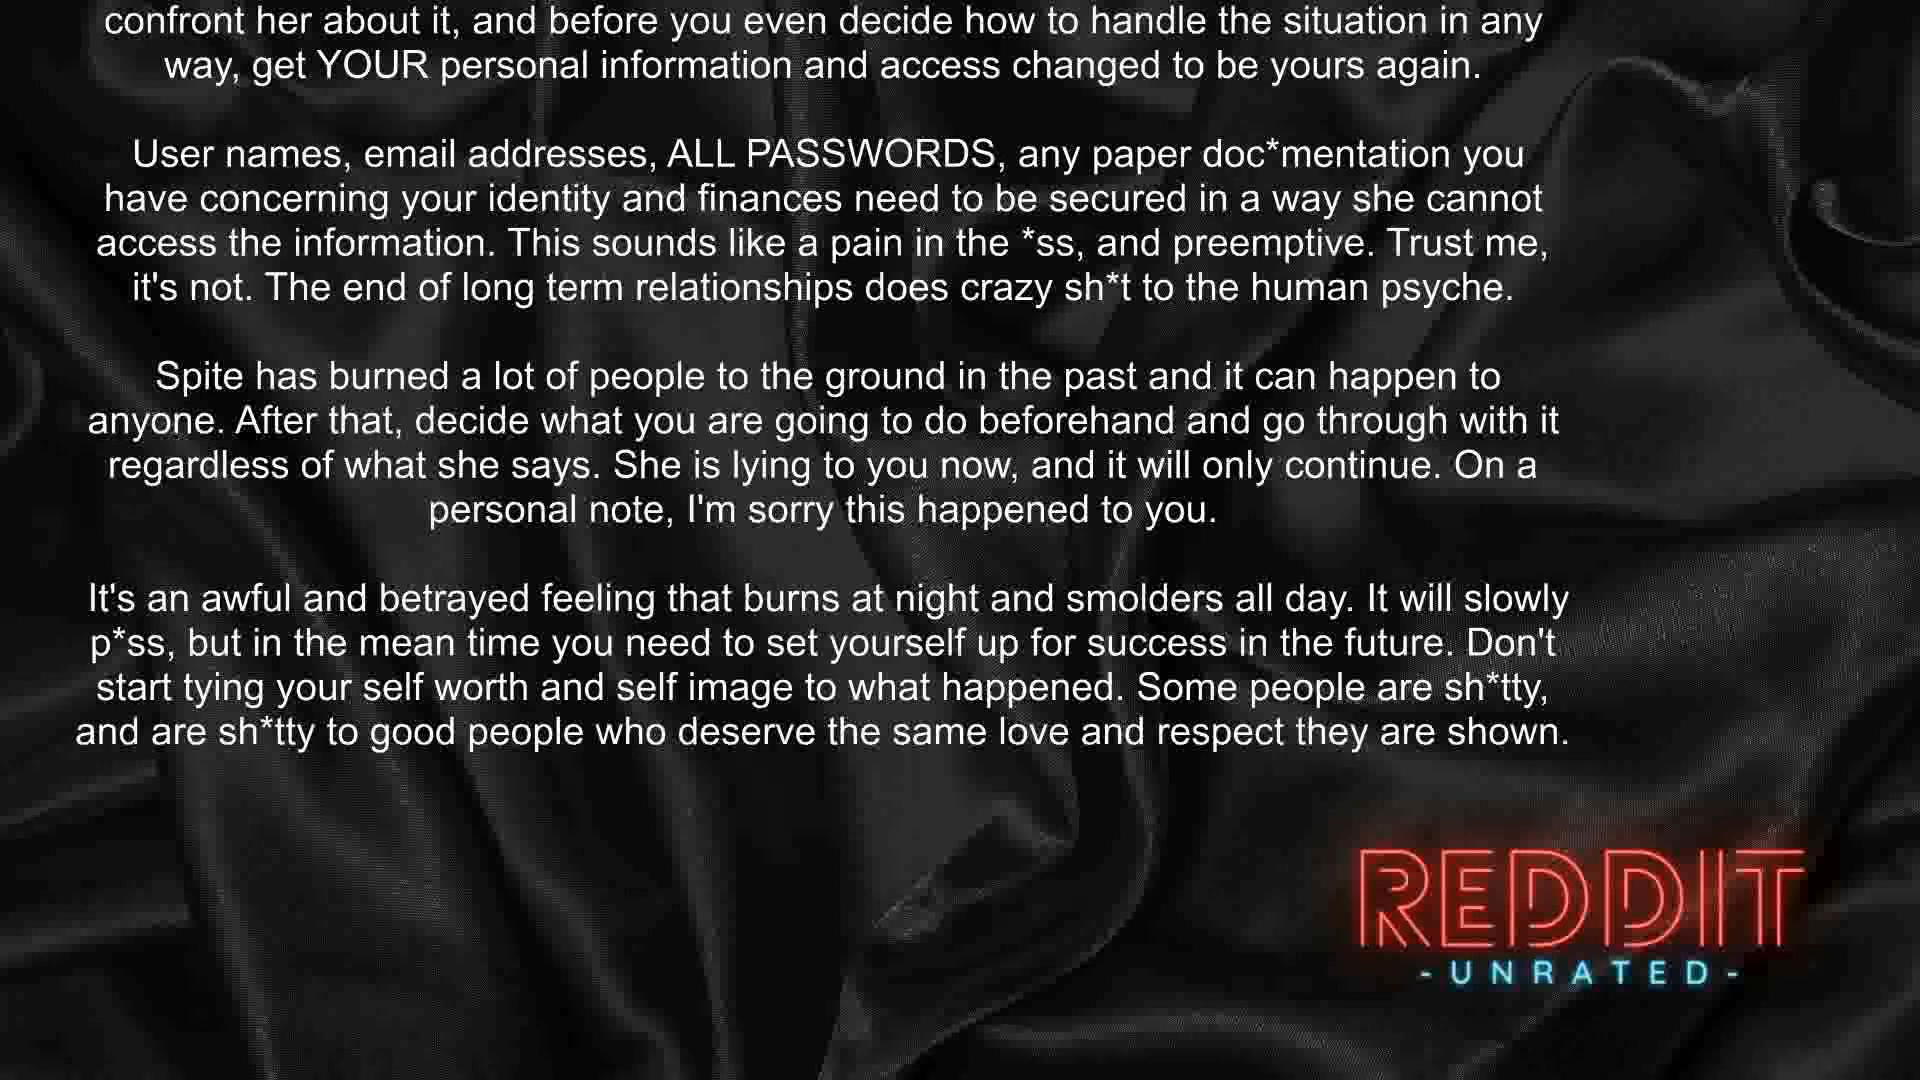 confront her about it, and before you even decide how to handle the situation in any
way, get YOUR personal information and access changed to be yours again.
User names, email addresses, ALL PASSWORDS, any paper doc*mentation you
have concerning your identity and finances need to be secured in a way she cannot
access the information. This sounds like a pain in the *ss, and preemptive. Trust me,
it's not. The end of long term relationships does crazy sh*t to the human psyche.
Spite has burned a lot of people to the ground in the past and it can happen to
anyone. After that, decide what you are going to do beforehand and go through with it
regardless of what she says. She is lying to you now, and it will only continue. On a
personal note, I'm sorry this happened to you.
It's an awful and betrayed feeling that burns at night and smolders all day. It will slowly
p*ss, but in the mean time you need to set yourself up for success in the future. Don't
start tying your self worth and self image to what happened. Some people are sh*tty,
and are sh*tty to good people who deserve the same love and respect they are shown.
REDDIT
-UNRATED-